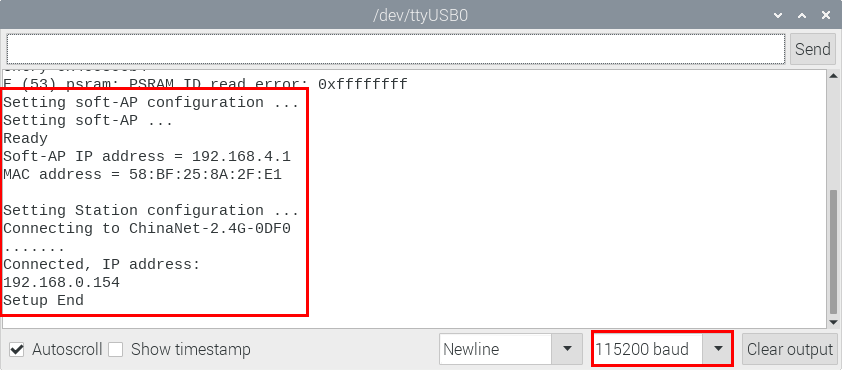 /dev/ttyUSB0
Send
E (53) psram: PSRAM ID read error: 0xffffffff
Setting soft-AP configuration ...
Setting soft-AP ...
Ready
Soft-AP IP address = 192.168.4.1
MAC address = 58:BF:25:8A:2F:E1
Setting Station configuration ...
Connecting to ChinaNet-2.4G-0DF0
.......
Connected, IP address:
192.168.0.154
Setup End
Autoscroll Show timestamp Newline 115200 baud Clear output